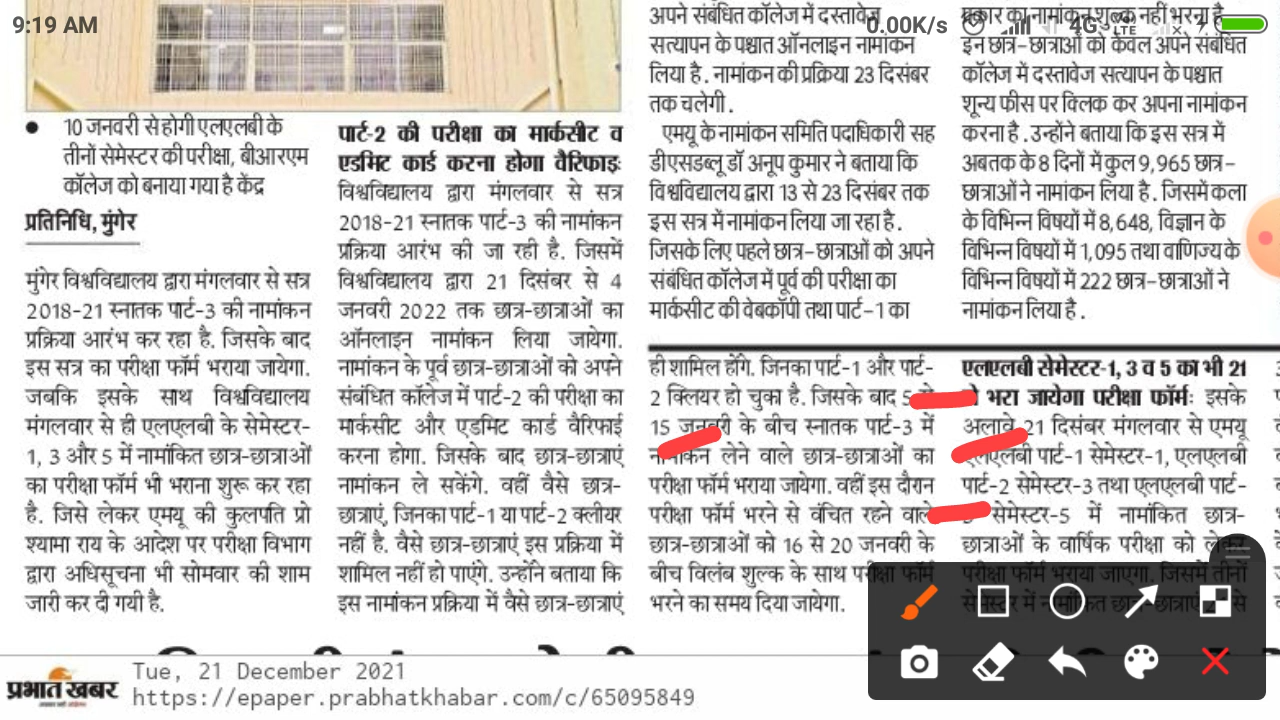 9:19 AM
0.00K/s
4G
LTE
10 जनवरी से होगी एलएलबी के
तीनों सेमेस्टर की परीक्षा, बीआरएम
कॉलेज को बनाया गया है केंद्र
प्रतिनिधि, मुंगेर
मुंगेर विश्वविद्यालय द्वारा मंगलवार से सत्र
2018-21 स्नातक पार्ट-3 की नामांकन
प्रक्रिया आरंभ कर रहा है. जिसके बाद
इस सत्र का परीक्षा फॉर्म भराया जायेगा.
जबकि इसके साथ विश्वविद्यालय
मंगलवार से ही एलएलबी के सेमेस्टर-
1, 3 और 5 में नामांकित छात्र-छात्राओं
का परीक्षा फॉर्म भी भराना शुरू कर रहा
है. जिसे लेकर एमयू की कुलपति प्रो
श्यामा राय के आदेश पर परीक्षा विभाग
द्वारा अधिसूचना भी सोमवार की शाम
जारी कर दी गयी है.
पार्ट-2 की परीक्षा का मार्कसीट व
एडमिट कार्ड करना होगा वैरिफाइ:
विश्वविद्यालय द्वारा मंगलवार से सत्र
2018-21 स्नातक पार्ट-3 की नामांकन
प्रक्रिया आरंभ की जा रही है. जिसमें
विश्वविद्यालय द्वारा 21 दिसंबर से 4
जनवरी 2022 तक छात्र-छात्राओं का
ऑनलाइन नामांकन लिया जायेगा.
नामांकन के पूर्व छात्र-छात्राओं को अपने
संबंधित कॉलेज में पार्ट-2 की परीक्षा का
मार्कसीट और एडमिट कार्ड वैरिफाई
करना होगा. जिसके बाद छात्र-छात्राएं
नामांकन ले सकेंगे. वहीं वैसे छात्र-
छात्राएं, जिनका पार्ट-1 या पार्ट-2 क्लीयर
नहीं है. वैसे छात्र-छात्राएं इस प्रक्रिया में
शामिल नहीं हो पाएंगे. उन्होंने बताया कि
इस नामांकन प्रक्रिया में वैसे छात्र-छात्राएं
अपने संबंधित कॉलेज में दस्तावेज
सत्यापन के पश्चात ऑनलाइन नामांकन
लिया है. नामांकन की प्रक्रिया 23 दिसंबर
तक चलेगी.
एमयू के नामांकन समिति पदाधिकारी सह
डीएसडब्लू डॉ अनूप कुमार ने बताया कि
विश्वविद्यालय द्वारा 13 से 23 दिसंबर तक
इस सत्र में नामांकन लिया जा रहा है.
जिसके लिए पहले छात्र-छात्राओं को अपने
संबंधित कॉलेज में पूर्व की परीक्षा का
मार्कसीट की वेबकॉपी तथा पार्ट-1 का
प्रकार का नामांकन शुल्क नहीं भरना है
इन छात्र-छात्राओं को केवल अपने संबंधित
कॉलेज में दस्तावेज सत्यापन के पश्चात
शून्य फीस पर क्लिक कर अपना नामांकन
करना है. उन्होंने बताया कि इस सत्र में
अबतक के 8 दिनों में कुल 9,965 छात्र-
छात्राओं ने नामांकन लिया है. जिसमें कला
के विभिन्न विषयों में 8,648, विज्ञान के
विभिन्न विषयों में 1,095 तथा वाणिज्य के
विभिन्न विषयों में 222 छात्र-छात्राओं ने
नामांकन लिया है.
ही शामिल होंगे. जिनका पार्ट-1 और पार्ट-
2 क्लियर हो चुका है. जिसके बाद 5 से
15 जनवरी के बीच स्नातक पार्ट-3 में
नामांकन लेने वाले छात्र-छात्राओं का
परीक्षा फॉर्म भराया जायेगा. वहीं इस दौरान
परीक्षा फॉर्म भरने से वंचित रहने वाले
छात्र-छात्राओं को 16 से 20 जनवरी के
बीच विलंब शुल्क के साथ परीक्षा फॉर्म
भरने का समय दिया जायेगा.
एलएलबी सेमेस्टर-1, 3 व 5 का भी 21
से भरा जायेगा परीक्षा फॉर्म: इसके
अलावे 21 दिसंबर मंगलवार से एमयू
एलएलबी पार्ट-1 सेमेस्टर-1, एलएलबी
पार्ट-2 सेमेस्टर-3 तथा एलएलबी पार्ट-
सेमेस्टर-5 में नामांकित छात्र-
छात्राओं के वार्षिक परीक्षा को लेकर
परीक्षा फॉर्म भराया जाएगा. जिसमें तीनों
सेमेस्टर में नामांकित छात्र-छात्राएं से
प्रभात खबर
Tue, 21 December 2021
https://epaper.prabhatkhabar.com/c/65095849